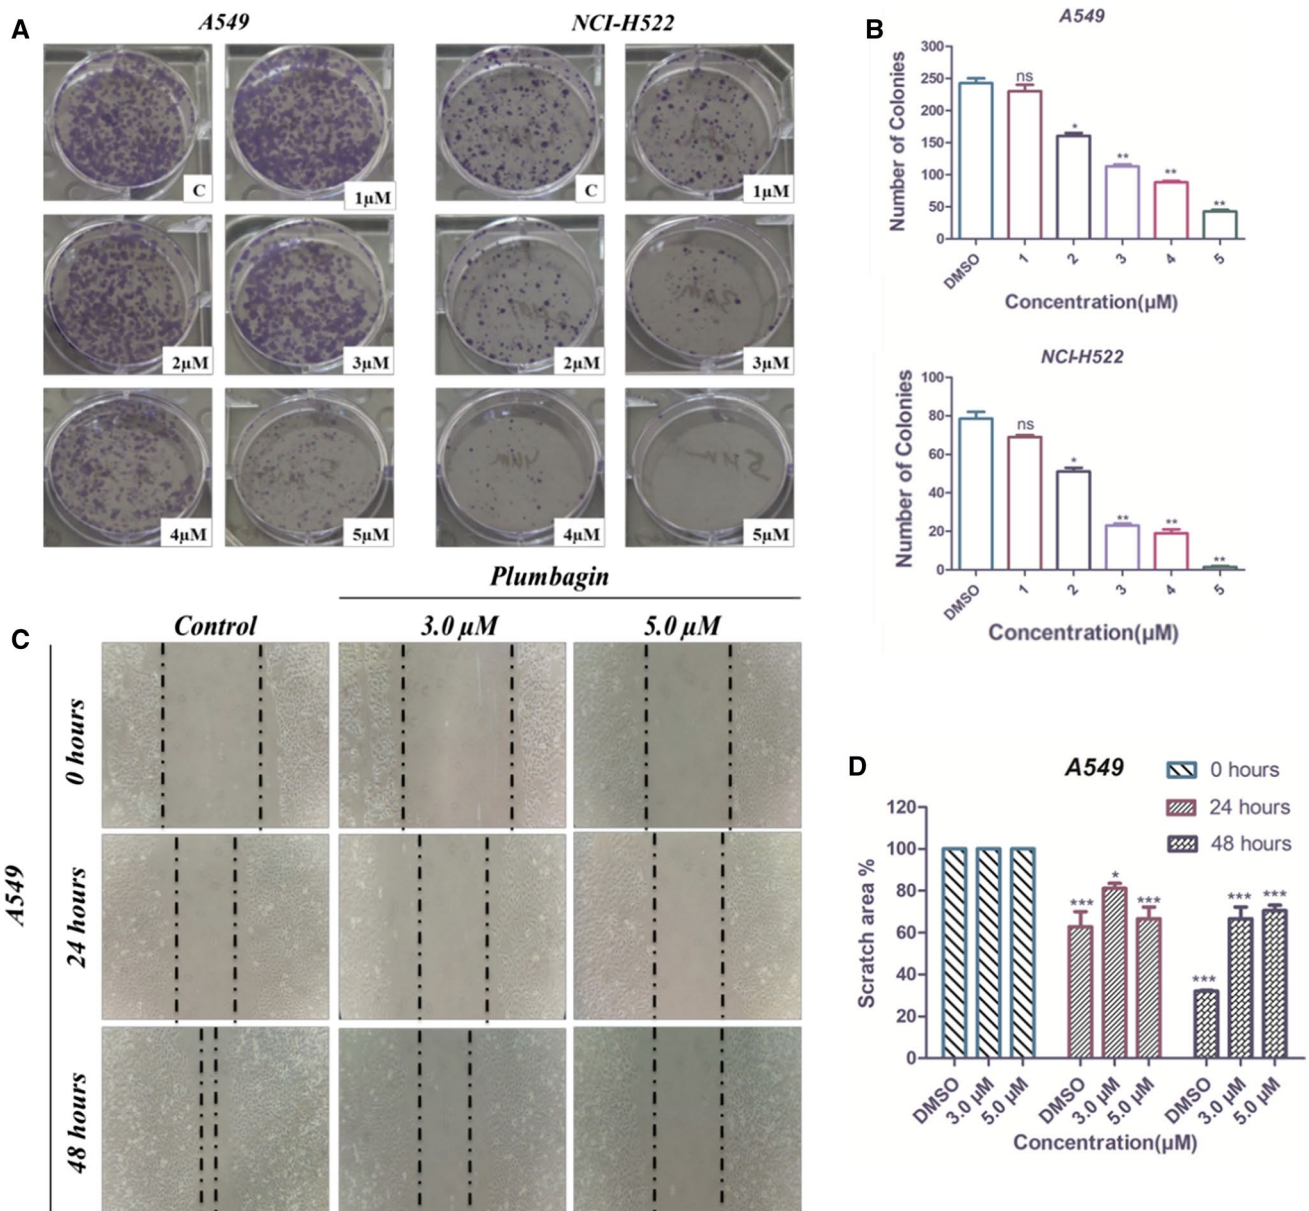 A
A549
NCI-H522
C
1µM
C
1µM
2µM
3µM
2µM
3µM
4µM
5µM
4µM
5µM
B
A549
Number of Colonies
300
250
200
150
100
50
0
ns
*
**
**
**
DMSO
1
2
3
4
5
Concentration(µM)
NCI-H522
Number of Colonies
100
80
60
40
20
0
ns
*
**
**
**
DMSO
1
2
3
4
5
Concentration(µM)
C
Plumbagin
Control
3.0 µM
5.0 µM
A549
0 hours
24 hours
48 hours
D
A549
0 hours
24 hours
48 hours
Scratch area %
120
100
80
60
40
20
0
***
*
***
***
***
***
DMSO
3.0 µM
5.0 µM
DMSO
3.0 µM
5.0 µM
DMSO
3.0 µM
5.0 µM
Concentration(µM)